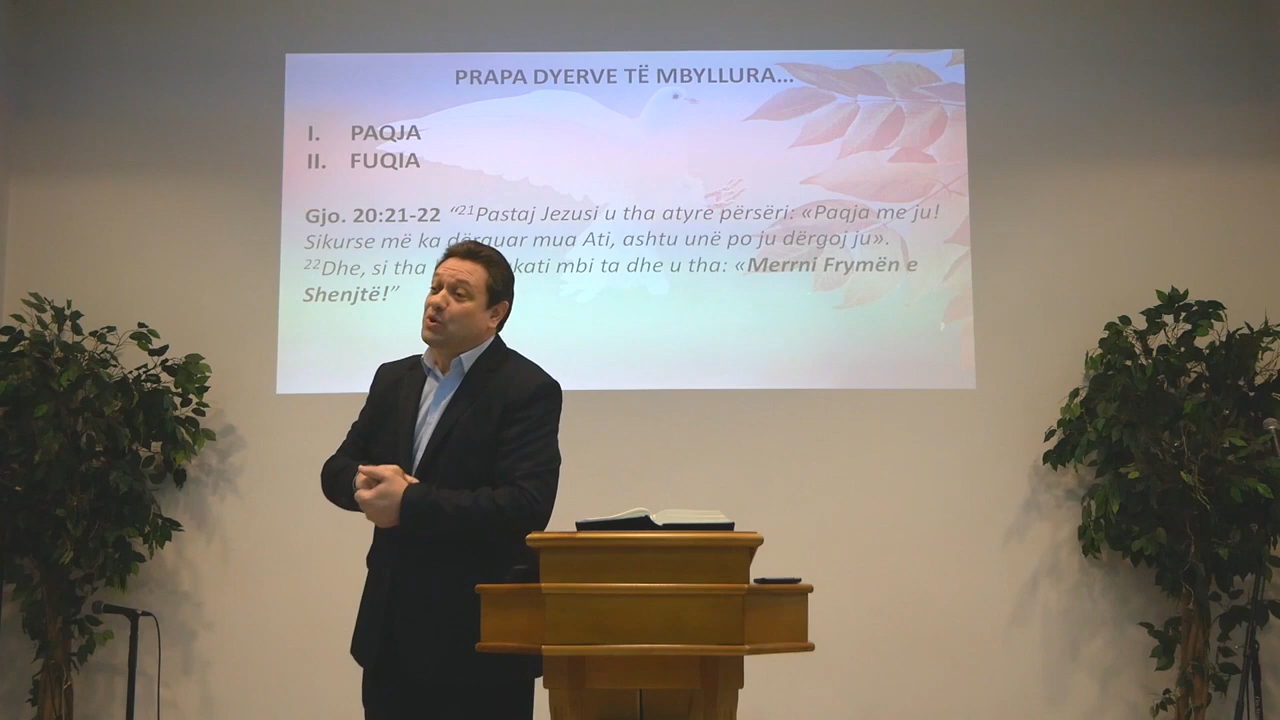 PRAPA DYERVE TË MBYLLURA...
I. PAQJA
II. FUQIA
Gjo. 20:21-22 “²¹Pastaj Jezusi u tha atyre përsëri: «Paqja me ju!
Sikurse më ka dërguar mua Ati, ashtu unë po ju dërgoj ju».
²²Dhe, si tha mbi ta dhe u tha: «Merrni Frymën e
Shenjtë!”